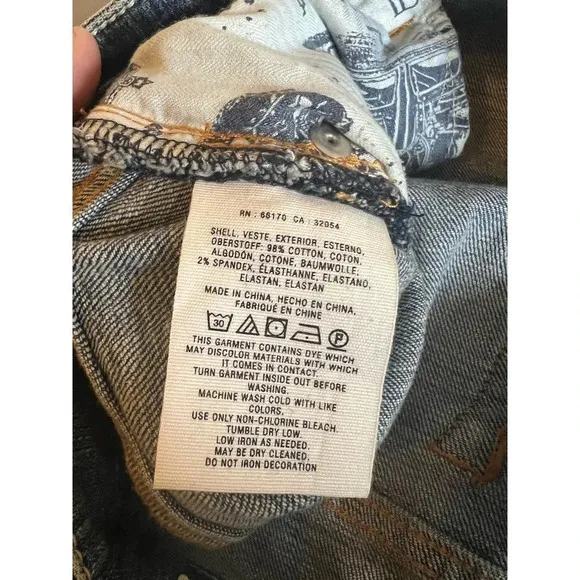 RN : 68170 CA : 32054
SHELL, VESTE, EXTERIOR, ESTERNO,
OBERSTOFF: 98% COTTON, COTON,
ALGODÓN, COTONE, BAUMWOLLE,
2% SPANDEX, ÉLASTHANNE, ELASTANO,
ELASTAN, ELASTAN
MADE IN CHINA, HECHO EN CHINA,
FABRIQUÉ EN CHINE
30 P
THIS GARMENT CONTAINS DYE WHICH
MAY DISCOLOR MATERIALS WITH WHICH
IT COMES IN CONTACT.
TURN GARMENT INSIDE OUT BEFORE
WASHING.
MACHINE WASH COLD WITH LIKE
COLORS.
USE ONLY NON-CHLORINE BLEACH.
TUMBLE DRY LOW.
LOW IRON AS NEEDED.
MAY BE DRY CLEANED.
DO NOT IRON DECORATION